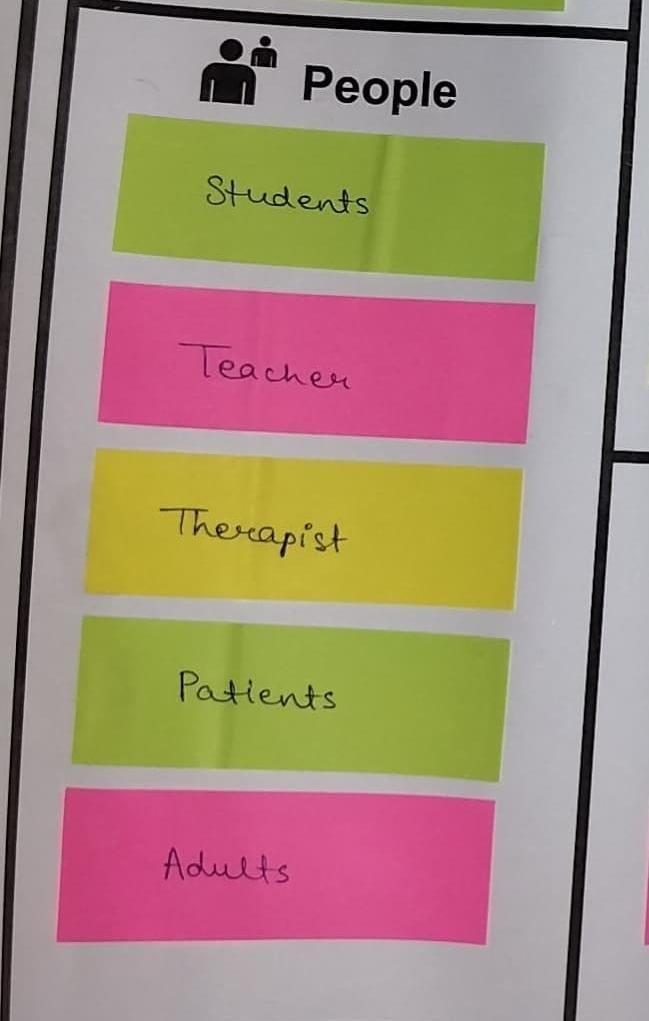 People
Students
Teacher
Therapist
Patients
Adults